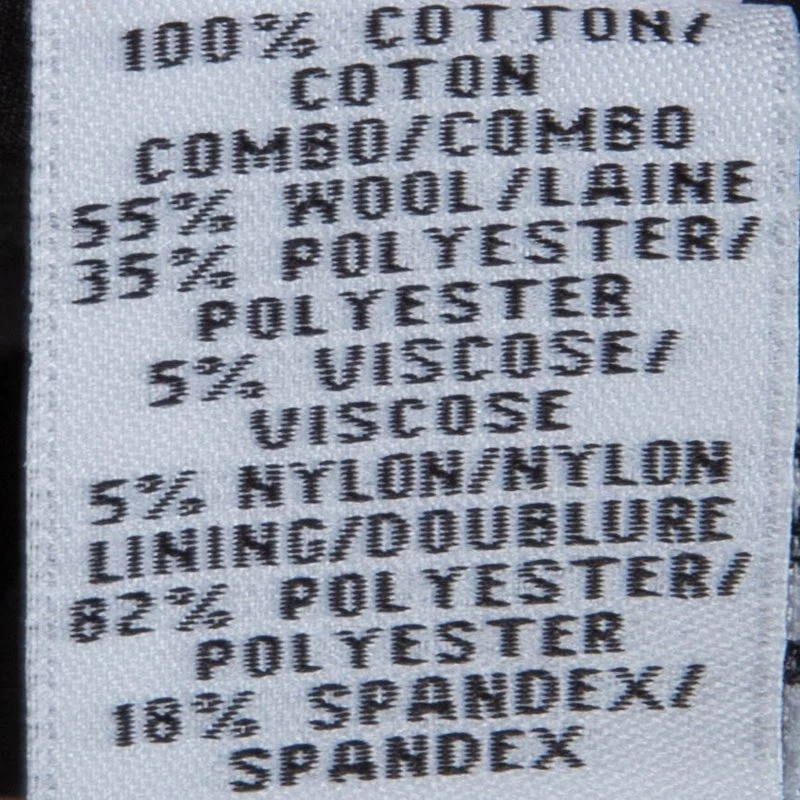 100% COTTON/
COTON
COMBO/COMBO
55% WOOL/LAINE
35% POLYESTER/
POLYESTER
5% VISCOSE/
VISCOSE
5% NYLON/NYLON
LINING/DOUBLURE
82% POLYESTER/
POLYESTER
18% SPANDEX/
SPANDEX